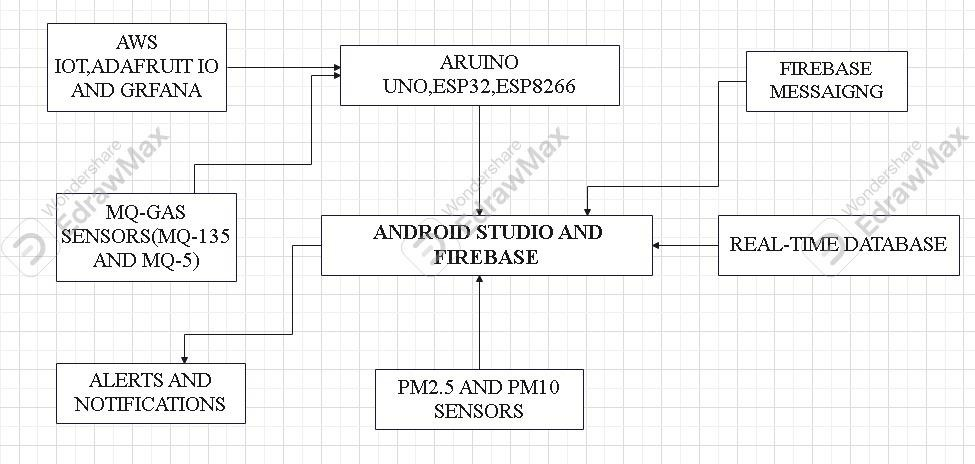 AWS
IOT,ADAFRUIT IO
AND GRFANA
ARUINO
UNO,ESP32,ESP8266
FIREBASE
MESSAIGNG
MQ-GAS
SENSORS(MQ-135
AND MQ-5)
ANDROID STUDIO AND
FIREBASE
REAL-TIME DATABASE
ALERTS AND
NOTIFICATIONS
PM2.5 AND PM10
SENSORS
Wondershare
EdrawMax
Wondershare
EdrawMax
Wondershare
EdrawMax